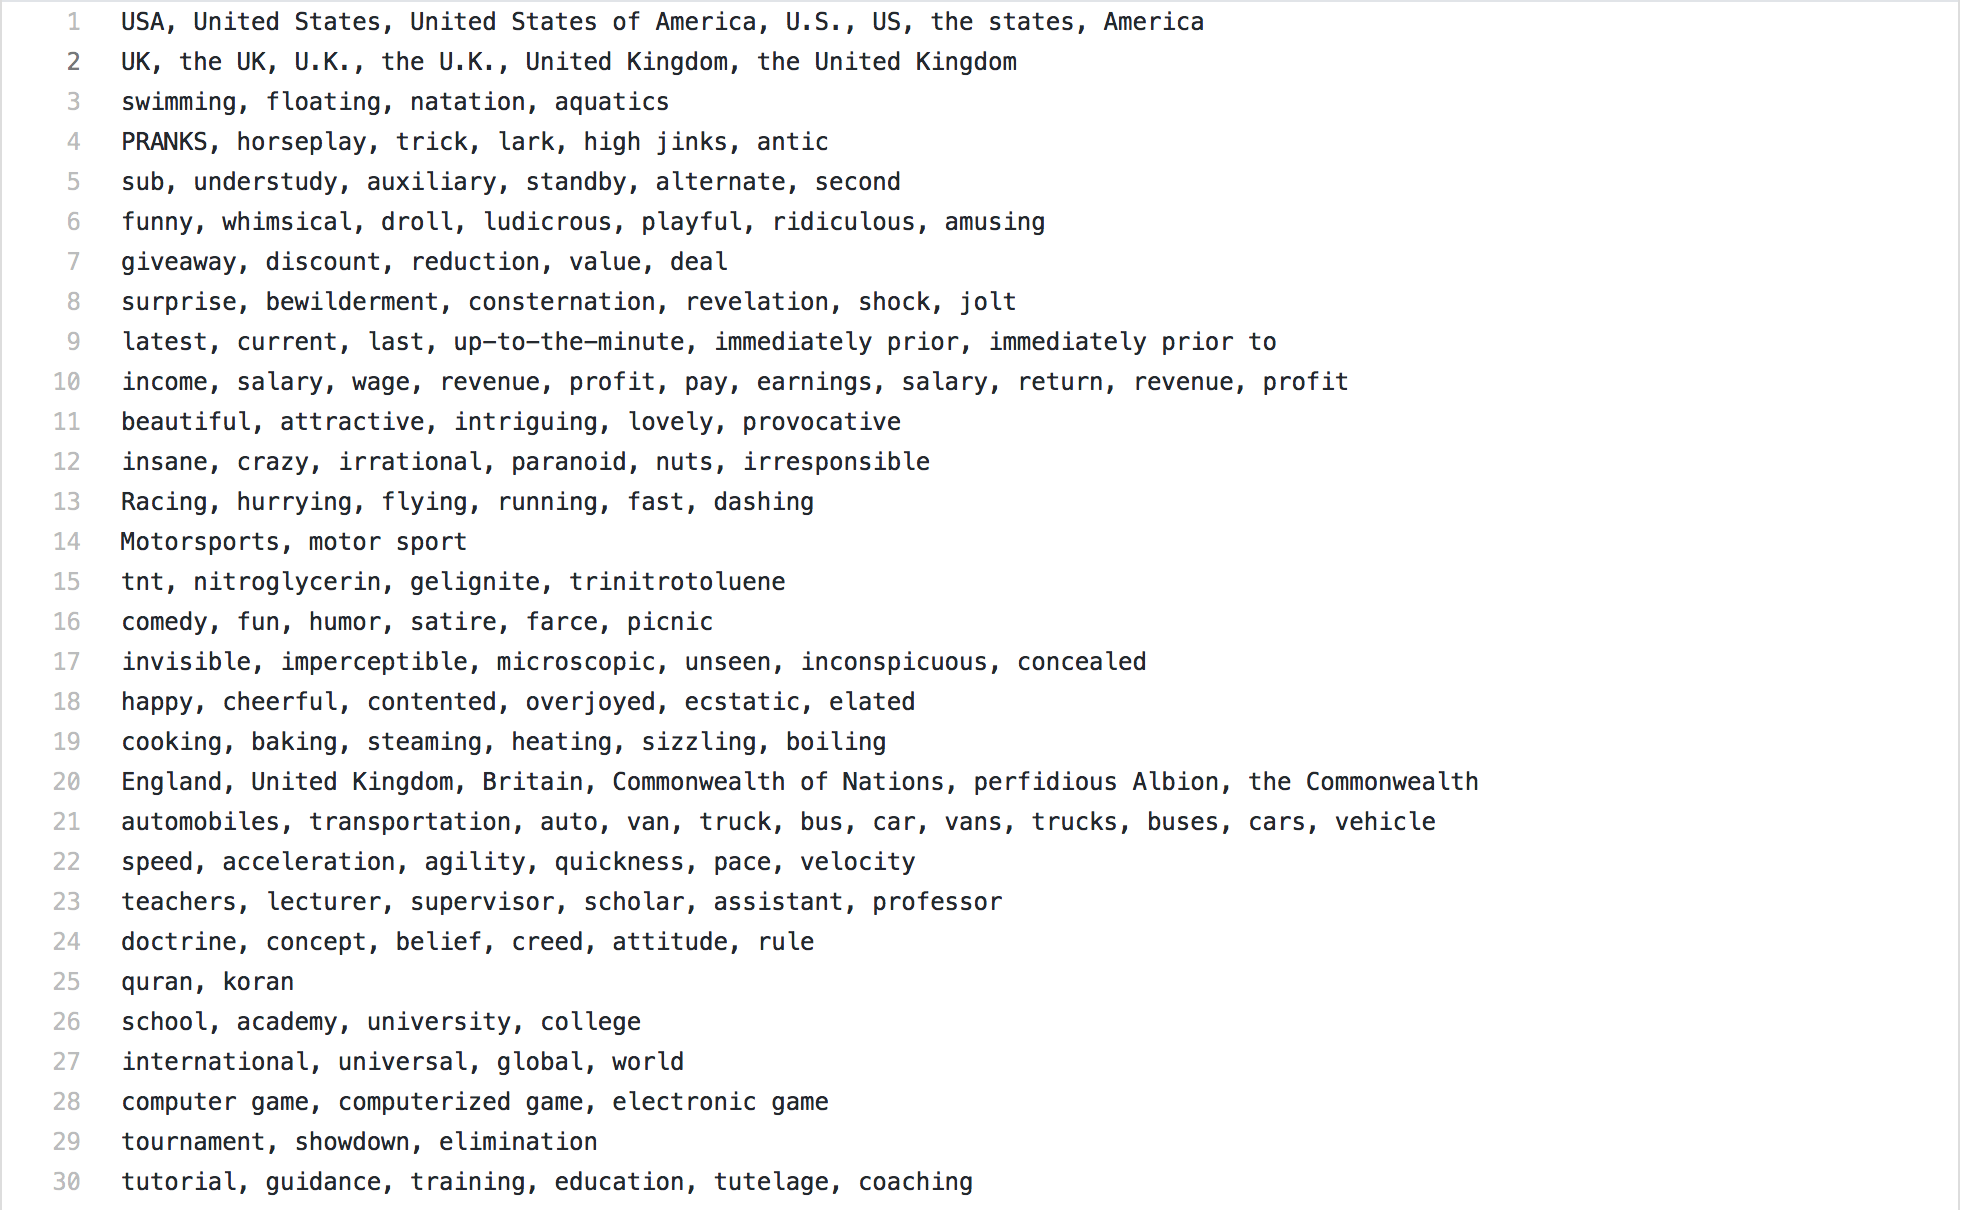 1 USA, United States, United States of America, U.S., US, the states, America
2 UK, the UK, U.K., the U.K., United Kingdom, the United Kingdom
3 swimming, floating, natation, aquatics
4 PRANKS, horseplay, trick, lark, high jinks, antic
5 sub, understudy, auxiliary, standby, alternate, second
6 funny, whimsical, droll, ludicrous, playful, ridiculous, amusing
7 giveaway, discount, reduction, value, deal
8 surprise, bewilderment, consternation, revelation, shock, jolt
9 latest, current, last, up-to-the-minute, immediately prior, immediately prior to
10 income, salary, wage, revenue, profit, pay, earnings, salary, return, revenue, profit
11 beautiful, attractive, intriguing, lovely, provocative
12 insane, crazy, irrational, paranoid, nuts, irresponsible
13 Racing, hurrying, flying, running, fast, dashing
14 Motorsports, motor sport
15 tnt, nitroglycerin, gelignite, trinitrotoluene
16 comedy, fun, humor, satire, farce, picnic
17 invisible, imperceptible, microscopic, unseen, inconspicuous, concealed
18 happy, cheerful, contented, overjoyed, ecstatic, elated
19 cooking, baking, steaming, heating, sizzling, boiling
20 England, United Kingdom, Britain, Commonwealth of Nations, perfidious Albion, the Commonwealth
21 automobiles, transportation, auto, van, truck, bus, car, vans, trucks, buses, cars, vehicle
22 speed, acceleration, agility, quickness, pace, velocity
23 teachers, lecturer, supervisor, scholar, assistant, professor
24 doctrine, concept, belief, creed, attitude, rule
25 quran, koran
26 school, academy, university, college
27 international, universal, global, world
28 computer game, computerized game, electronic game
29 tournament, showdown, elimination
30 tutorial, guidance, training, education, tutelage, coaching